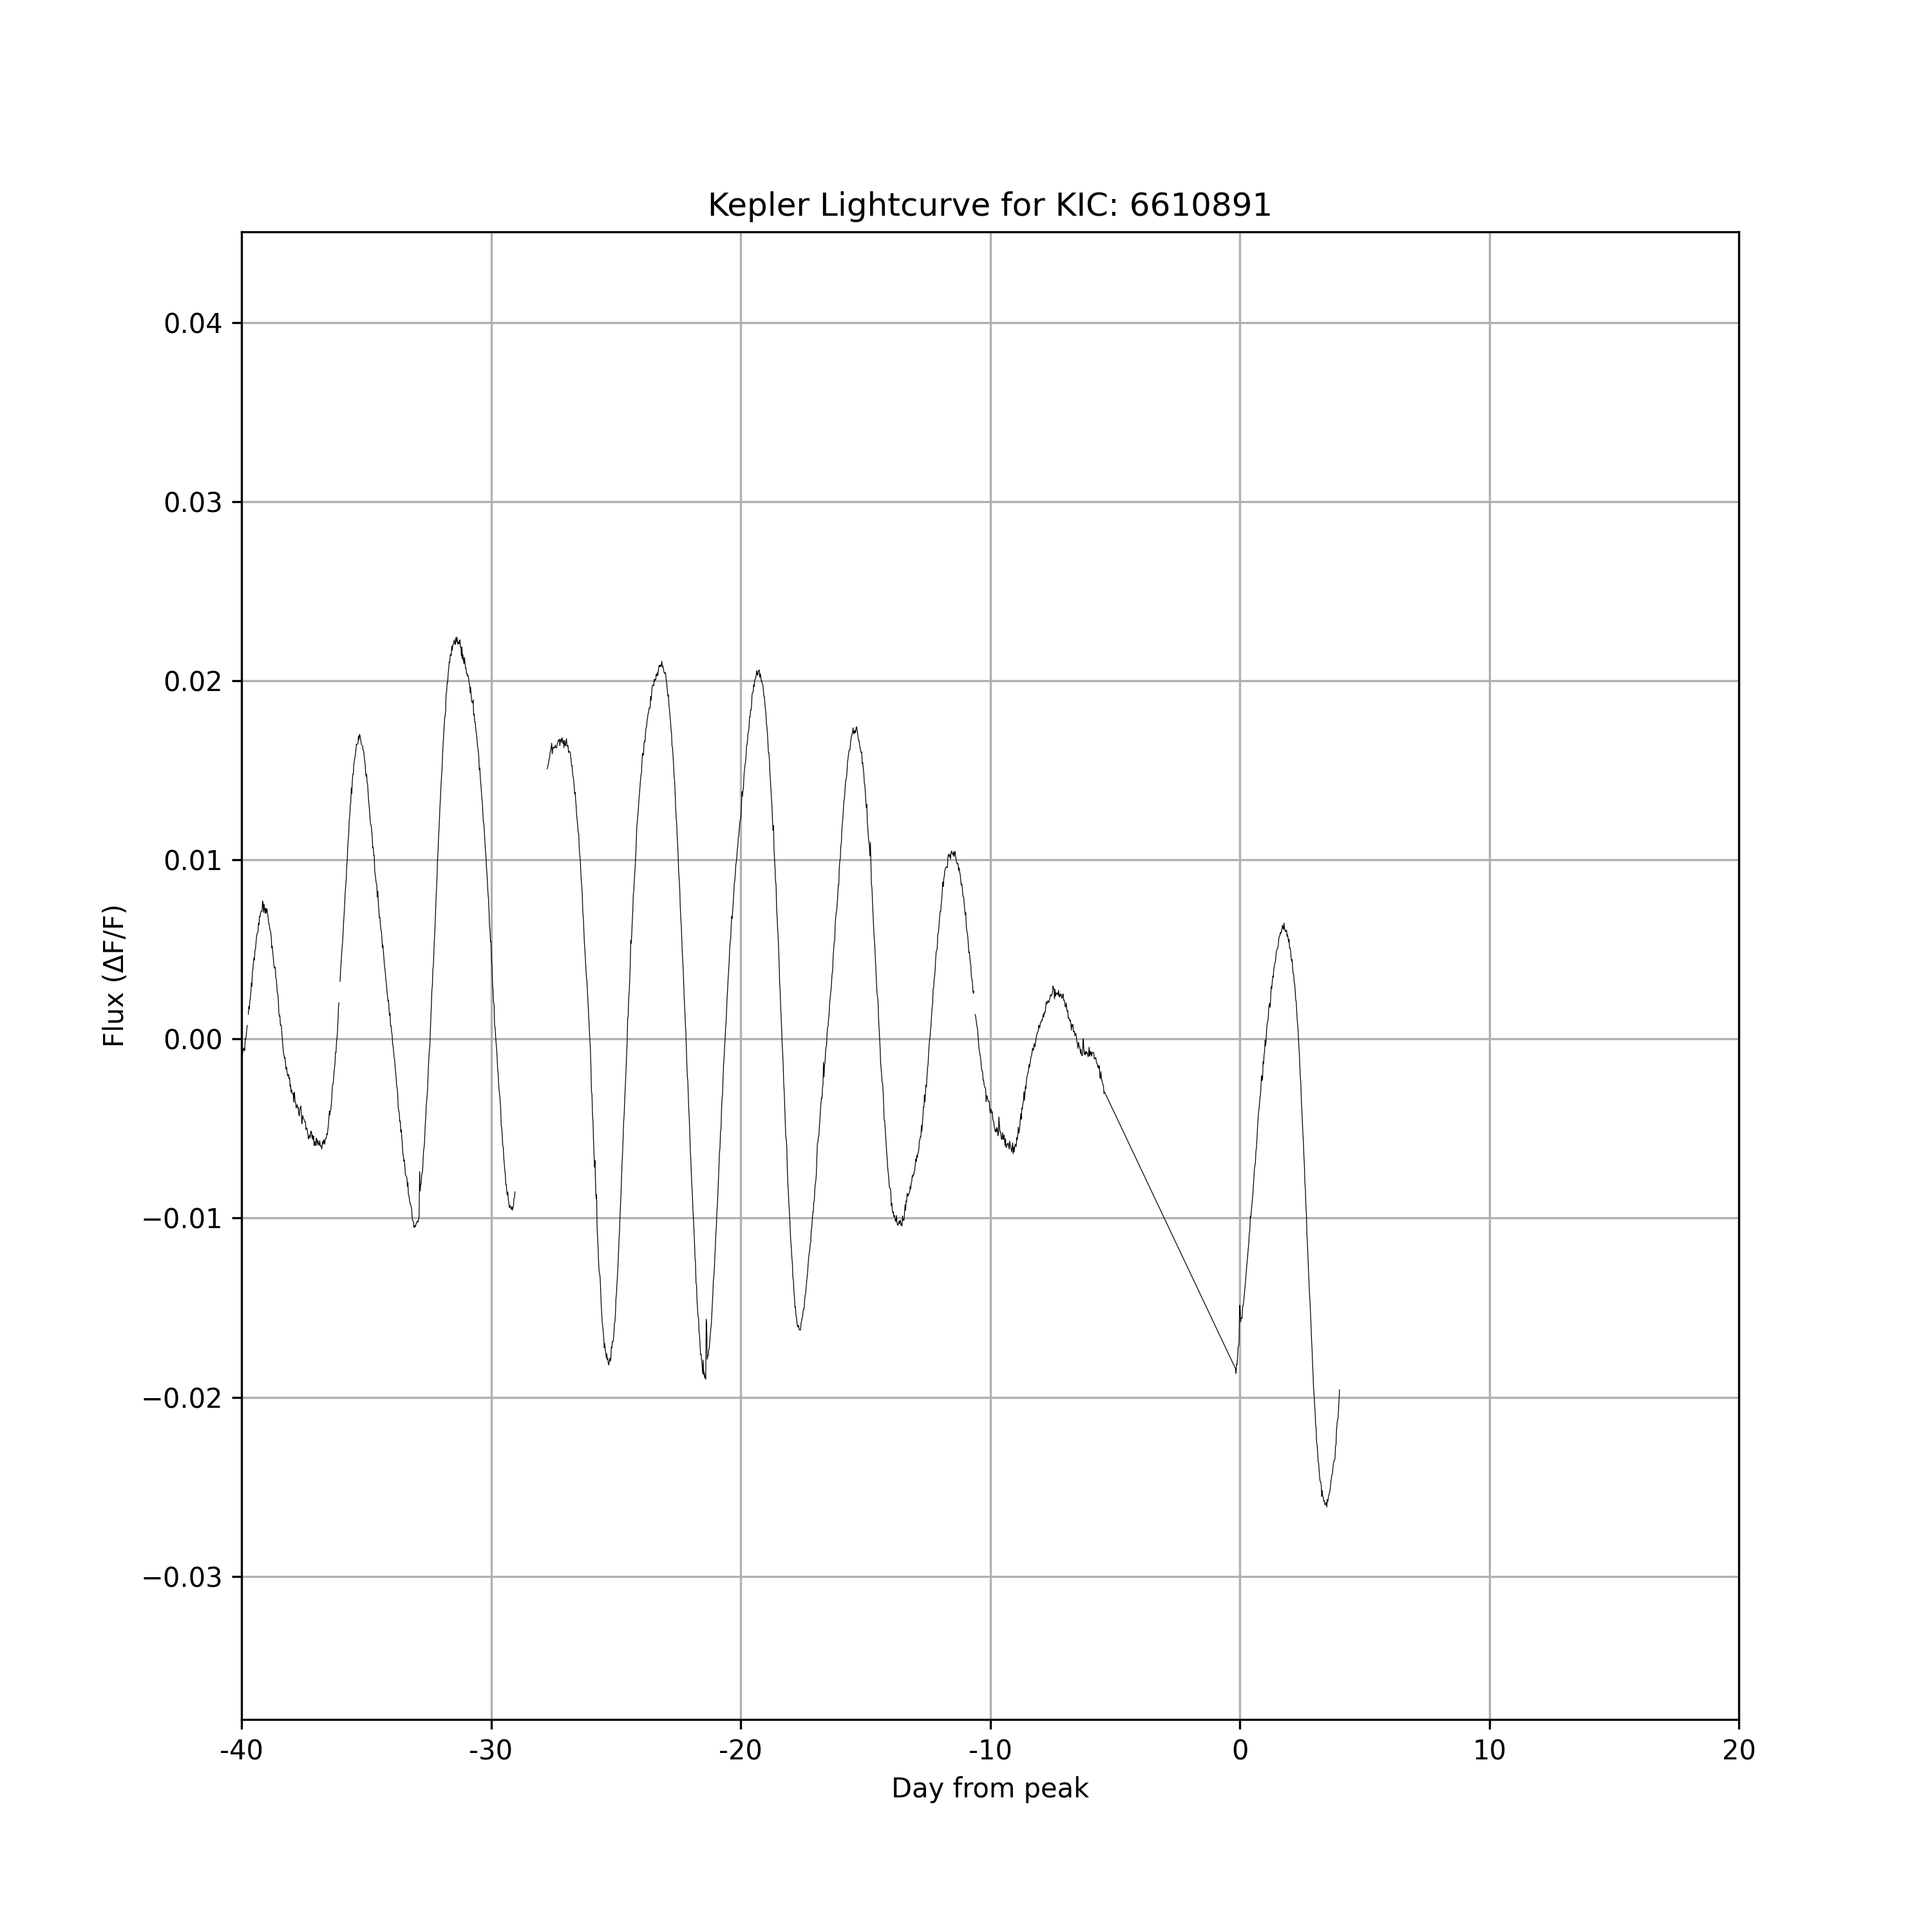 Kepler Lightcurve for KIC: 6610891
0.04
0.03
0.02
0.01
0.00
−0.01
−0.02
−0.03
Flux (ΔF/F)
-40 -30 -20 -10 0 10 20
Day from peak